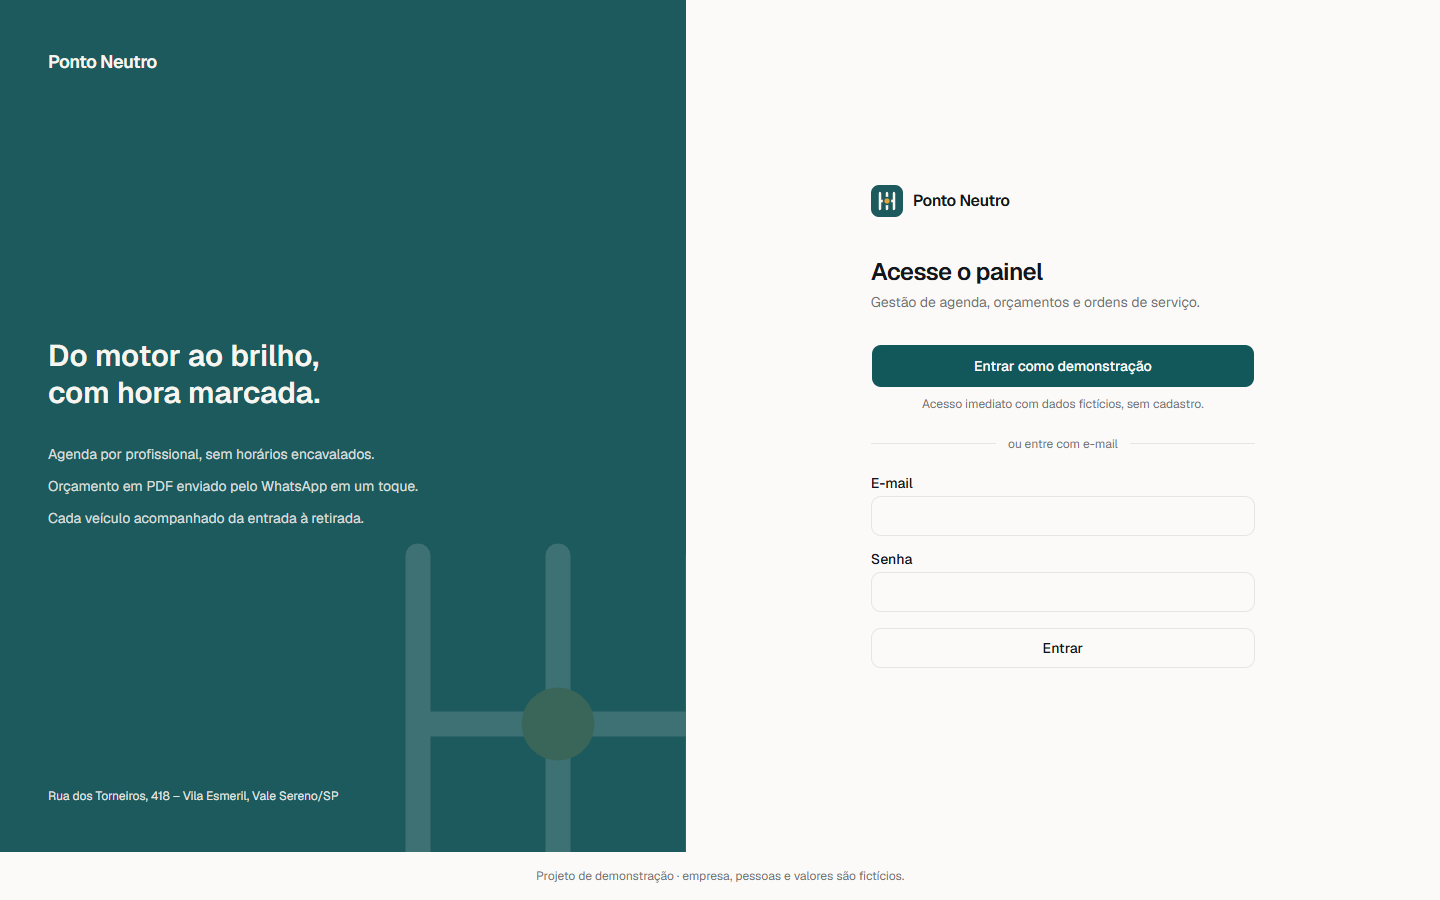 Ponto Neutro
Do motor ao brilho,
com hora marcada.
Agenda por profissional, sem horários encavalados.
Orçamento em PDF enviado pelo WhatsApp em um toque.
Cada veículo acompanhado da entrada à retirada.
Rua dos Torneiros, 418 – Vila Esmeril, Vale Sereno/SP
Ponto Neutro
Acesse o painel
Gestão de agenda, orçamentos e ordens de serviço.
Entrar como demonstração
Acesso imediato com dados fictícios, sem cadastro.
ou entre com e-mail
E-mail
Senha
Entrar
Projeto de demonstração · empresa, pessoas e valores são fictícios.